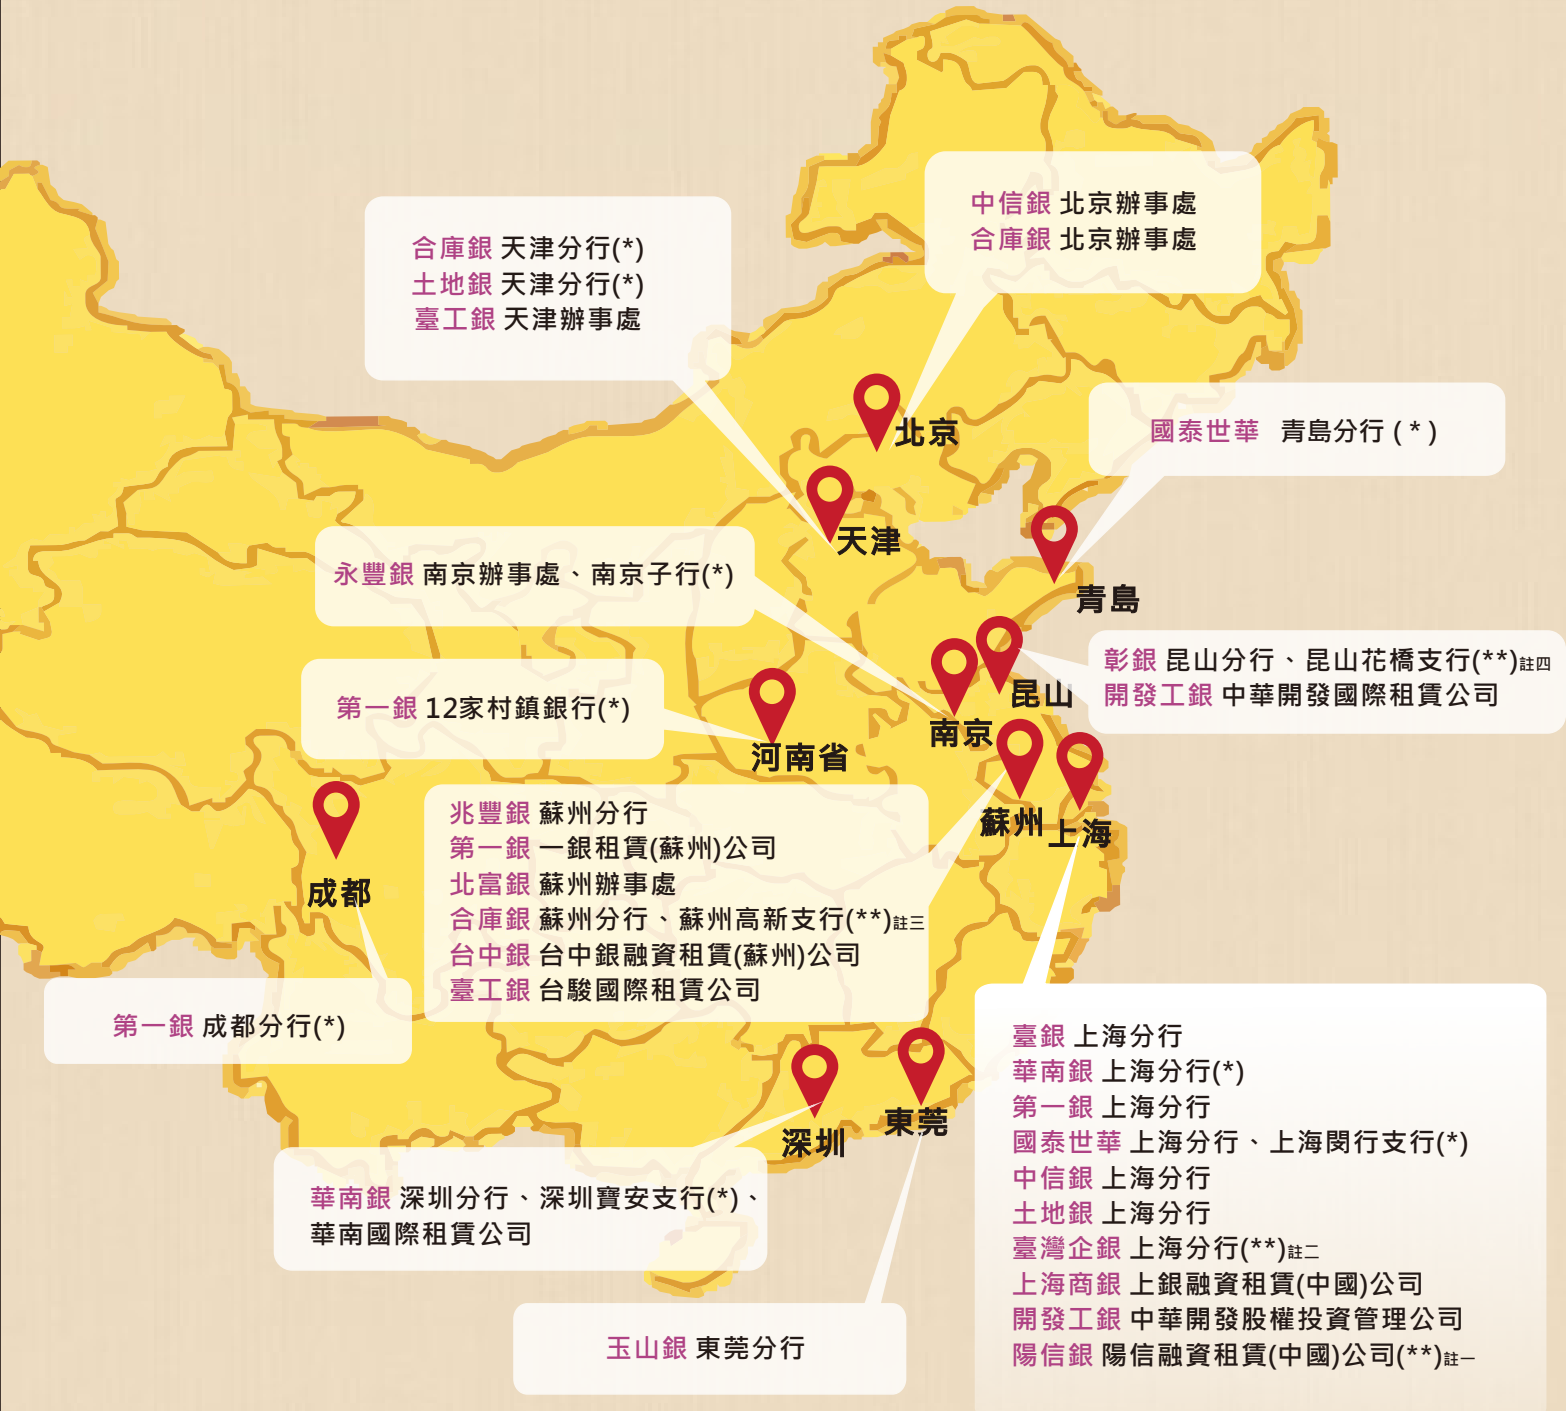 中信銀 北京辦事處
合庫銀 北京辦事處
合庫銀 天津分行(*)
土地銀 天津分行(*)
臺工銀 天津辦事處
北京
國泰世華 青島分行 ( * )
天津
永豐銀 南京辦事處、南京子行(*)
青島
彰銀 昆山分行、昆山花橋支行(**)註四
開發工銀 中華開發國際租賃公司
昆山
第一銀 12家村鎮銀行(*)
南京
河南省
兆豐銀 蘇州分行
第一銀 一銀租賃(蘇州)公司
北富銀 蘇州辦事處
合庫銀 蘇州分行、蘇州高新支行(**)註三
台中銀 台中銀融資租賃(蘇州)公司
臺工銀 台駿國際租賃公司
蘇州
上海
成都
第一銀 成都分行(*)
臺銀 上海分行
華南銀 上海分行(*)
第一銀 上海分行
國泰世華 上海分行、上海閔行支行(*)
中信銀 上海分行
土地銀 上海分行
臺灣企銀 上海分行(**)註二
上海商銀 上銀融資租賃(中國)公司
開發工銀 中華開發股權投資管理公司
陽信銀 陽信融資租賃(中國)公司(**)註一
東莞
深圳
華南銀 深圳分行、深圳寶安支行(*)、
華南國際租賃公司
玉山銀 東莞分行